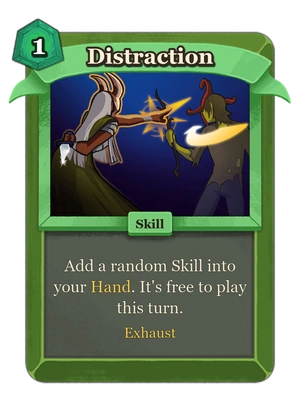 1
Distraction
Skill
Add a random Skill into
your Hand. It's free to play
this turn.
Exhaust